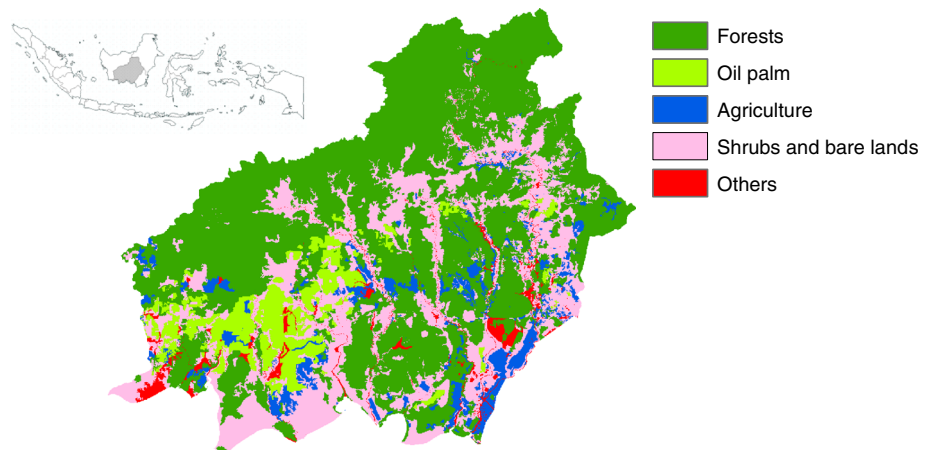 Forests
Oil palm
Agriculture
Shrubs and bare lands
Others